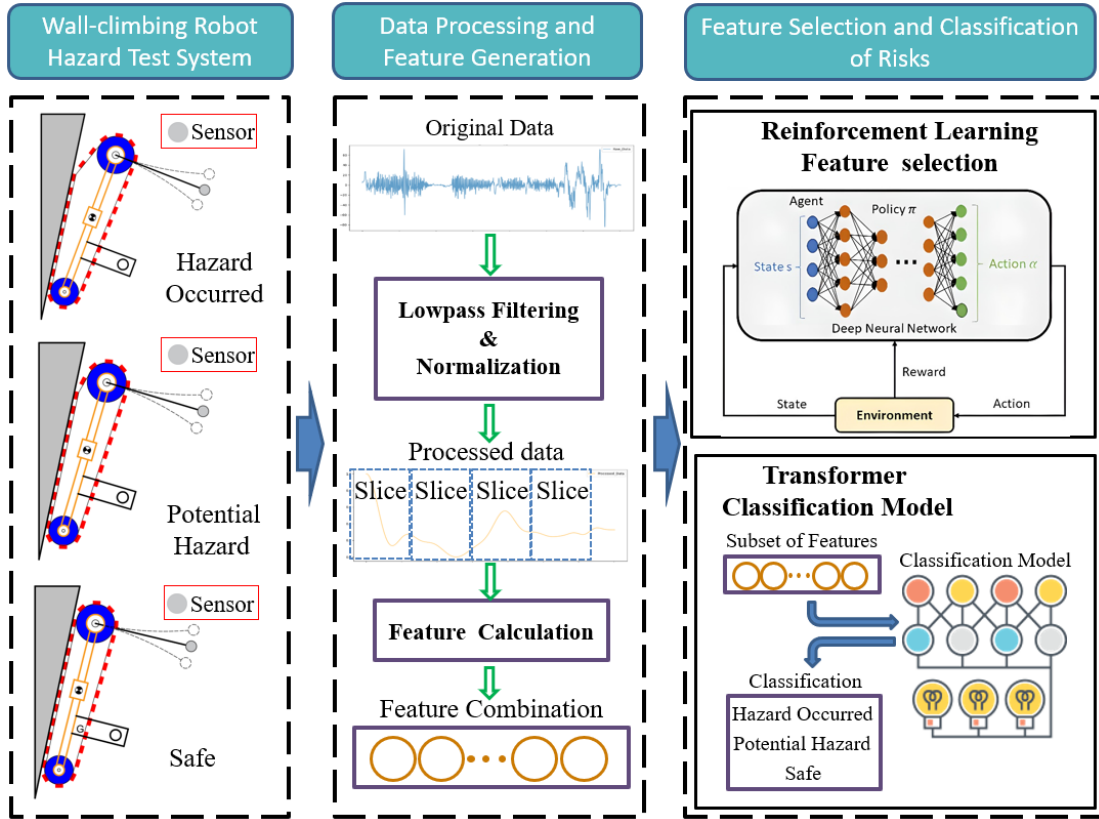 Wall-climbing Robot
Hazard Test System
Sensor
Hazard
Occurred
Sensor
Potential
Hazard
Sensor
G
Safe
Data Processing and
Feature Generation
Original Data
Lowpass Filtering
&
Normalization
Processed data
Slice Slice Slice Slice
Feature Calculation
Feature Combination
Feature Selection and Classification
of Risks
Reinforcement Learning
Feature selection
Agent
Policy π
State s
Action α
Deep Neural Network
Reward
State
Environment
Action
Transformer
Classification Model
Subset of Features
Classification Model
Classification
Hazard Occurred
Potential Hazard
Safe